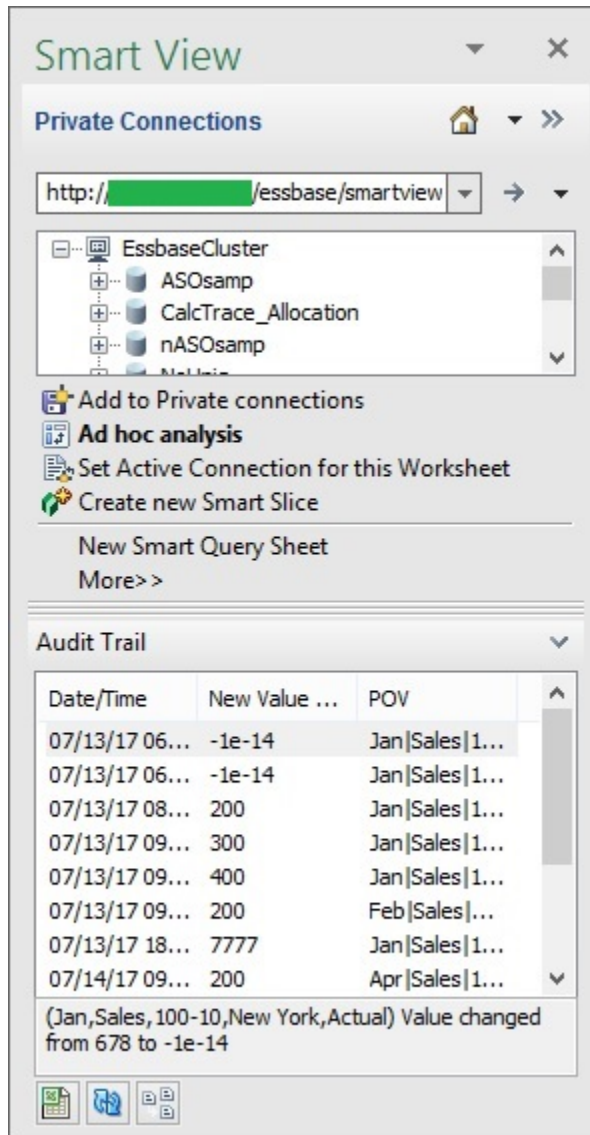 Smart View
Private Connections
http:// /essbase/smartview
EssbaseCluster
ASOsamp
CalcTrace_Allocation
nASOsamp
Add to Private connections
Ad hoc analysis
Set Active Connection for this Worksheet
Create new Smart Slice
New Smart Query Sheet
More>>
Audit Trail
Date/Time New Value ... POV
07/13/17 06... -1e-14 Jan|Sales|1...
07/13/17 06... -1e-14 Jan|Sales|1...
07/13/17 08... 200 Jan|Sales|1...
07/13/17 09... 300 Jan|Sales|1...
07/13/17 09... 400 Jan|Sales|1...
07/13/17 09... 200 Feb|Sales|...
07/13/17 18... 7777 Jan|Sales|1...
07/14/17 09... 200 Apr|Sales|1...
(Jan,Sales,100-10,New York,Actual) Value changed
from 678 to -1e-14